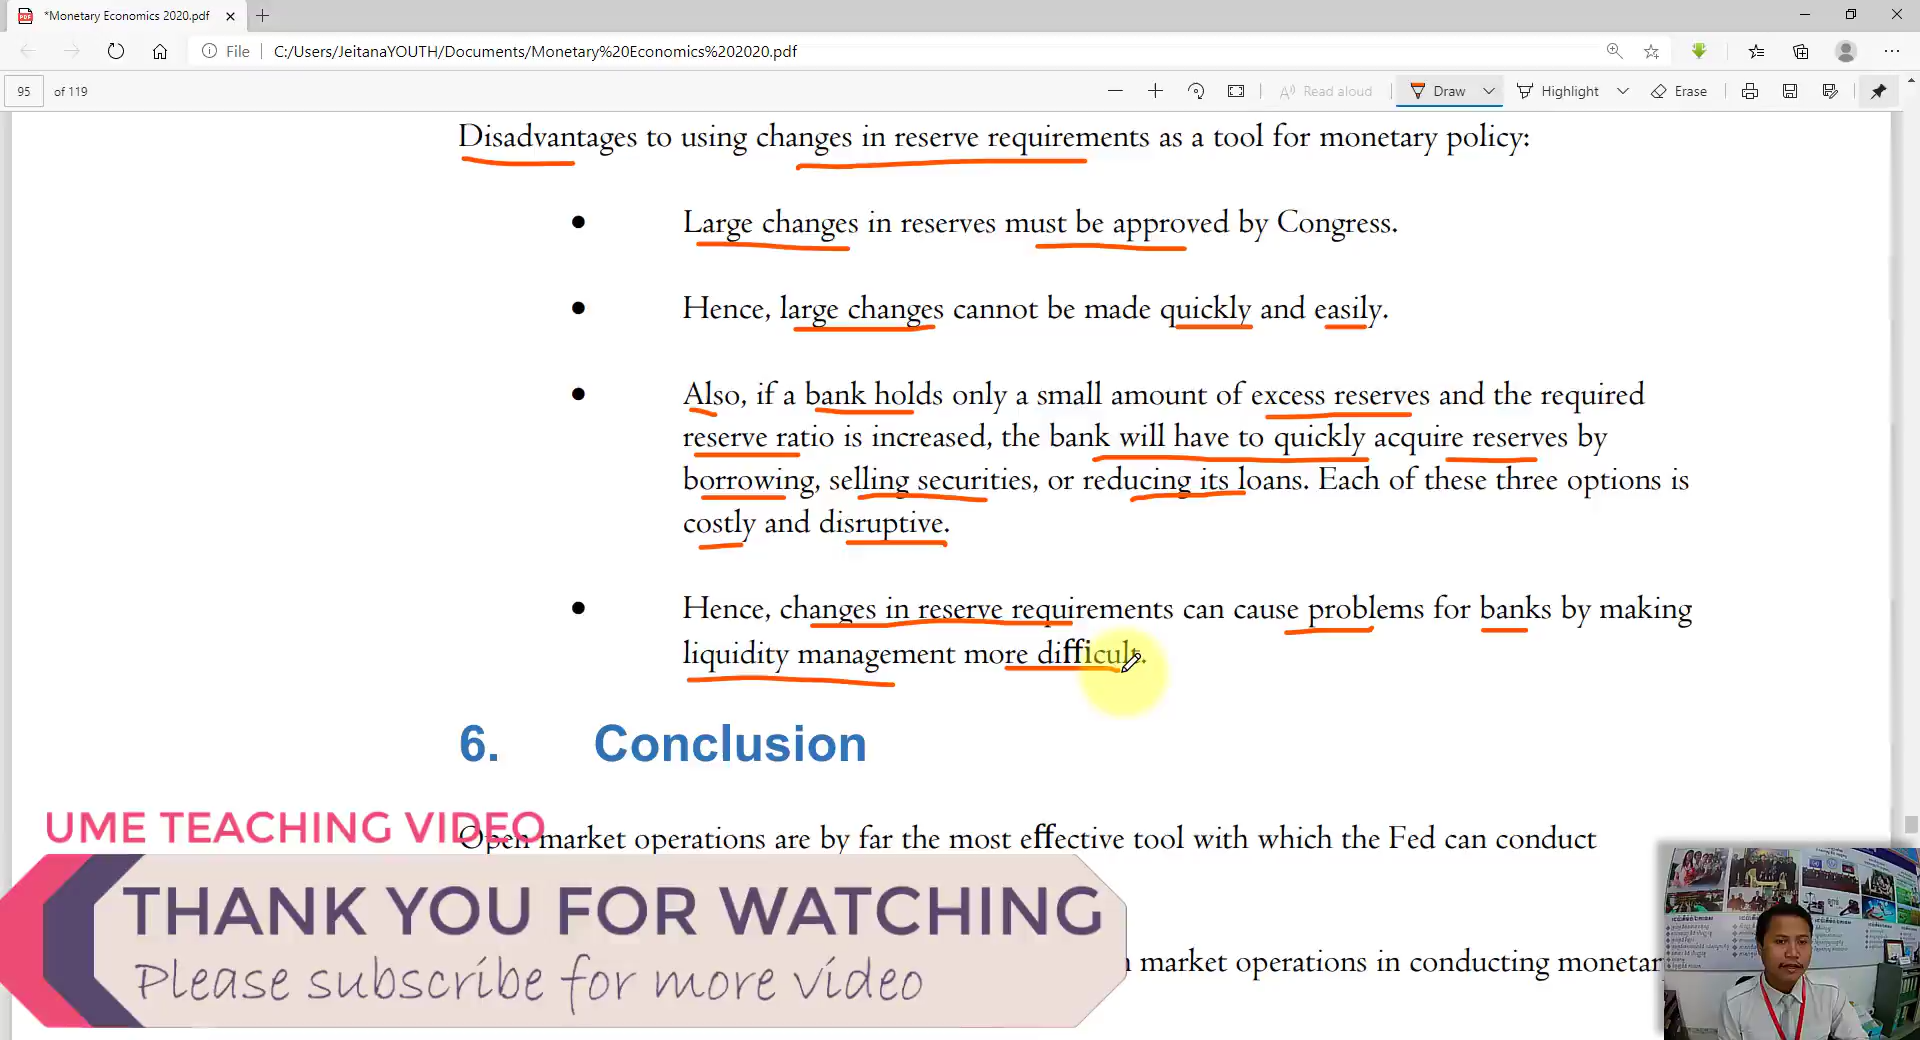 *Monetary Economics 2020.pdf
File
C:/Users/JeitanaYOUTH/Documents/Monetary%20Economics%202020.pdf
95
of 119
Read aloud
Draw
Highlight
Erase
Disadvantages to using changes in reserve requirements as a tool for monetary policy:
• Large changes in reserves must be approved by Congress.
• Hence, large changes cannot be made quickly and easily.
• Also, if a bank holds only a small amount of excess reserves and the required
reserve ratio is increased, the bank will have to quickly acquire reserves by
borrowing, selling securities, or reducing its loans. Each of these three options is
costly and disruptive.
• Hence, changes in reserve requirements can cause problems for banks by making
liquidity management more difficult.
6. Conclusion
UME TEACHING VIDEO
Open market operations are by far the most effective tool with which the Fed can conduct
THANK YOU FOR WATCHING
Please subscribe for more video
market operations in conducting monetar